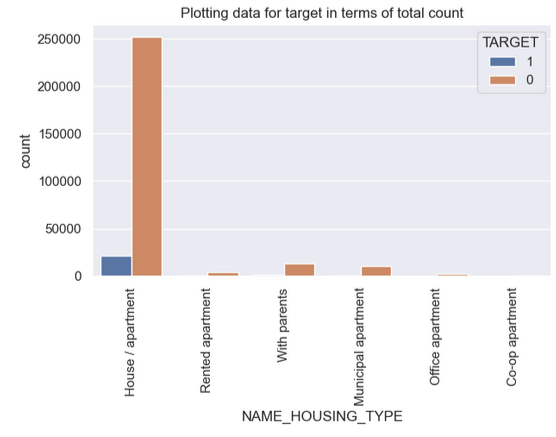 Plotting data for target in terms of total count
TARGET
1
0
250000
200000
150000
100000
50000
0
count
House / apartment
Rented apartment
With parents
Municipal apartment
Office apartment
Co-op apartment
NAME_HOUSING_TYPE